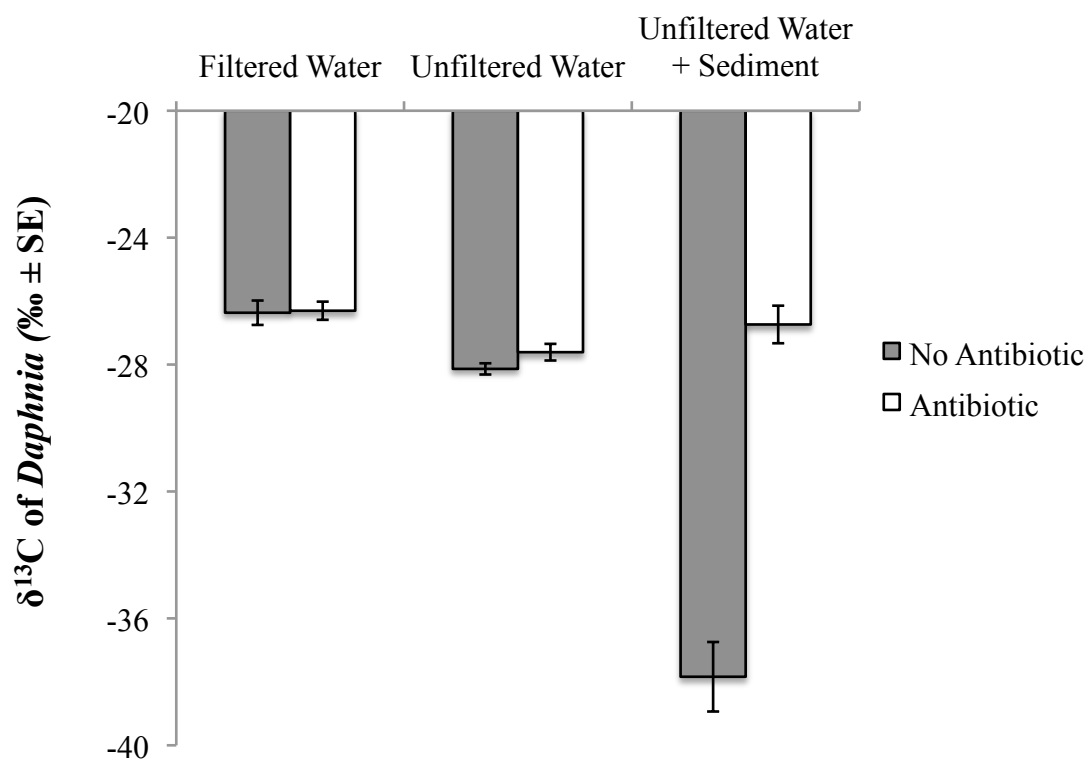 Unfiltered Water
Filtered Water Unfiltered Water + Sediment
-20
-24
-28
-32
-36
-40
δ¹³C of Daphnia (‰ ± SE)
No Antibiotic
Antibiotic